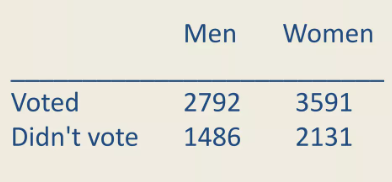 Men Women
Voted 2792 3591
Didn't vote 1486 2131